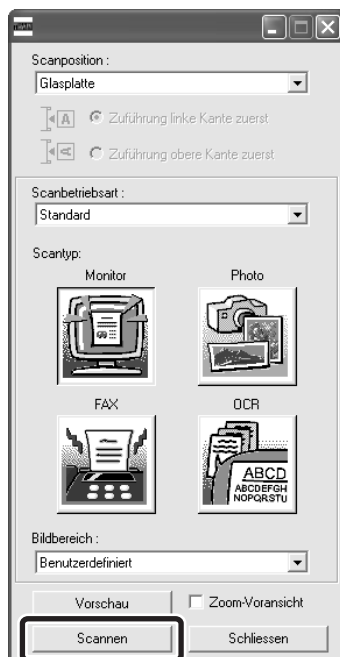 Scanposition :
Glasplatte
A Zuführung linke Kante zuerst
A Zuführung obere Kante zuerst
Scanbetriebsart :
Standard
Scantyp:
Monitor Photo
FAX OCR
ABCD
ABCDEFGH
NOPQRSTU
Bildbereich :
Benutzerdefiniert
Vorschau Zoom-Voransicht
Scannen Schliessen